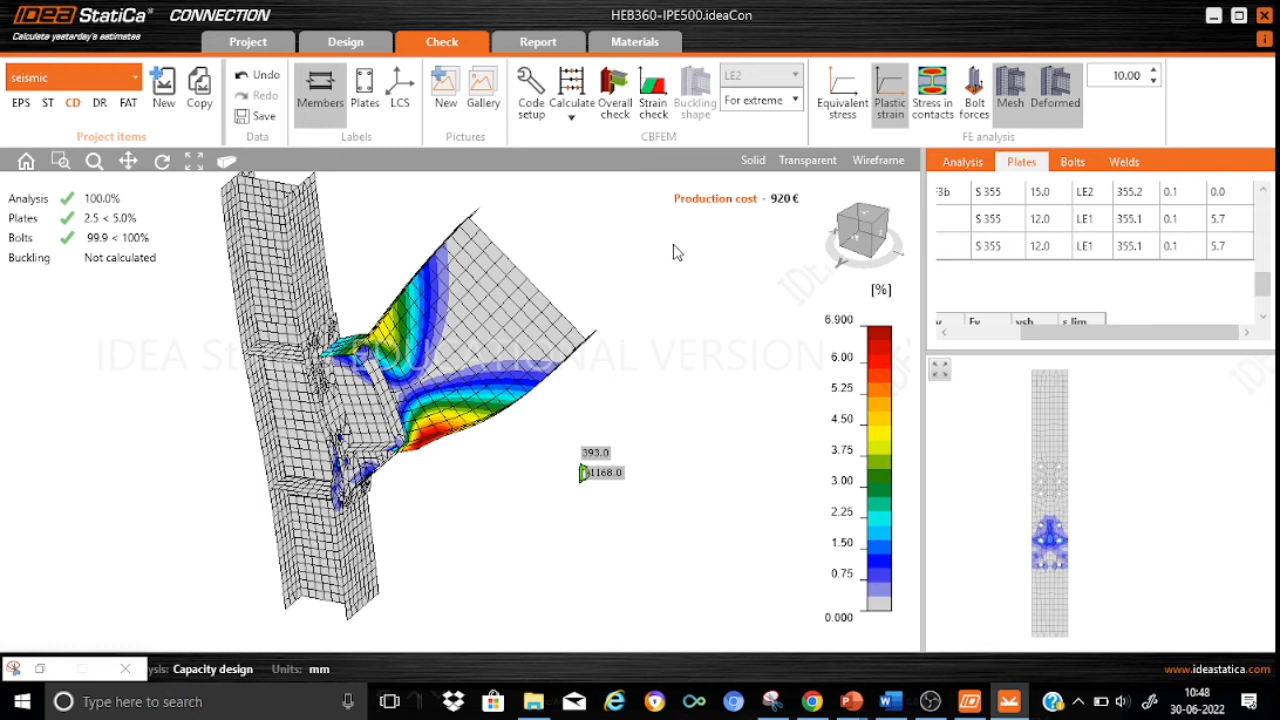 IDEA StatiCa® CONNECTION
Calculate yesterday's estimates
HEB360-IPE500.ideaCon
Project Design Check Report Materials
seismic
EPS ST CD DR FAT
New Copy
Undo
Redo
Save
Members Plates LCS
New Gallery
Code setup
Calculate
Overall check
Strain check
Buckling shape
LE2
For extreme
Equivalent stress
Plastic strain
Stress in contacts
Bolt forces
Mesh
Deformed
10.00
Project items Data Labels Pictures CBFEM FE analysis
Solid Transparent Wireframe
Analysis Plates Bolts Welds
Analysis 100.0%
Plates 2.5 < 5.0%
Bolts 99.9 < 100%
Buckling Not calculated
Production cost - 920 €
F3b S 355 15.0 LE2 355.2 0.1 0.0
S 355 12.0 LE1 355.1 0.1 5.7
S 355 12.0 LE1 355.1 0.1 5.7
[%]
6.900
6.00
5.25
4.50
3.75
3.00
2.25
1.50
0.75
0.000
393.0
1168.0
Capacity design Units: mm
www.ideastatica.com
Type here to search
10:48
30-06-2022